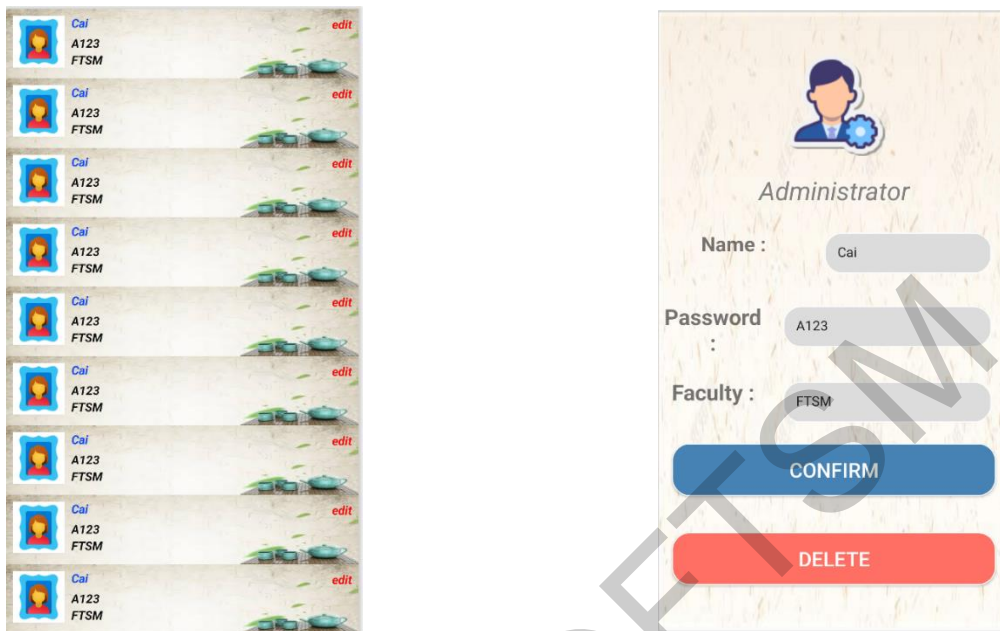 Cai
edit
A123
FTSM
Cai
edit
A123
FTSM
Cai
edit
A123
FTSM
Cai
edit
A123
FTSM
Cai
edit
A123
FTSM
Cai
edit
A123
FTSM
Cai
edit
A123
FTSM
Cai
edit
A123
FTSM
Cai
edit
A123
FTSM
Administrator
Name :
Cai
Password
:
A123
Faculty :
FTSM
CONFIRM
DELETE
FTSM